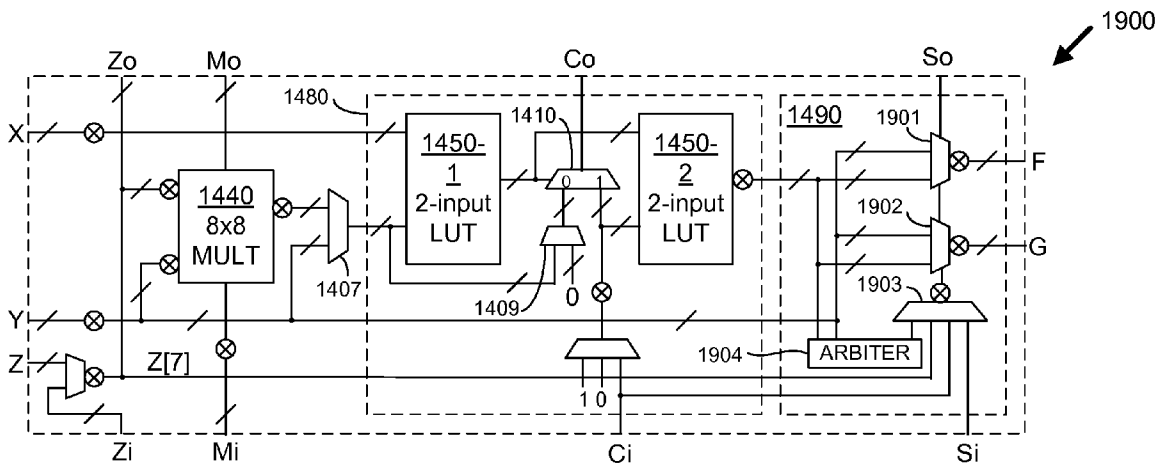 1900
Zo
Mo
Co
So
1480
1410
1490
1901
X
1450-
1
2-input
LUT
1450-
2
2-input
LUT
F
1440
8x8
MULT
0
1
1902
G
1407
1409
0
1903
Y
1904
ARBITER
Z
Z[7]
1 0
Zi
Mi
Ci
Si